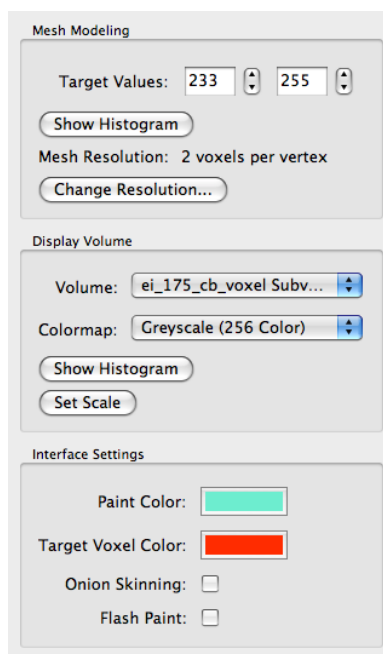 Mesh Modeling
Target Values: 233 255
Show Histogram
Mesh Resolution: 2 voxels per vertex
Change Resolution...
Display Volume
Volume: ei_175_cb_voxel Subv...
Colormap: Greyscale (256 Color)
Show Histogram
Set Scale
Interface Settings
Paint Color:
Target Voxel Color:
Onion Skinning:
Flash Paint: